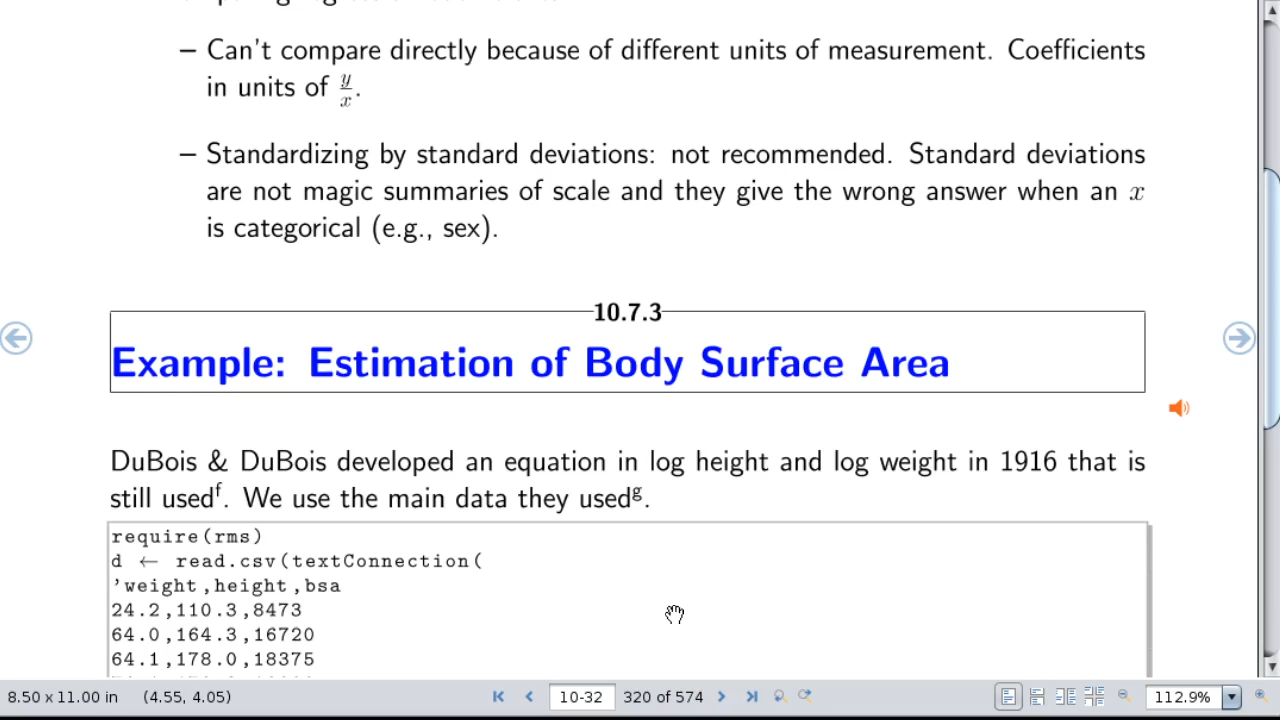 – Can't compare directly because of different units of measurement. Coefficients
in units of y/x.
– Standardizing by standard deviations: not recommended. Standard deviations
are not magic summaries of scale and they give the wrong answer when an x
is categorical (e.g., sex).
10.7.3
Example: Estimation of Body Surface Area
DuBois & DuBois developed an equation in log height and log weight in 1916 that is
still usedf. We use the main data they usedg.
require(rms)
d ← read.csv(textConnection(
'weight,height,bsa
24.2,110.3,8473
64.0,164.3,16720
64.1,178.0,18375
8.50 x 11.00 in (4.55, 4.05) 10-32 320 of 574 112.9%